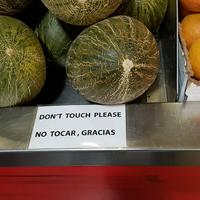 DON'T TOUCH PLEASE
NO TOCAR, GRACIAS